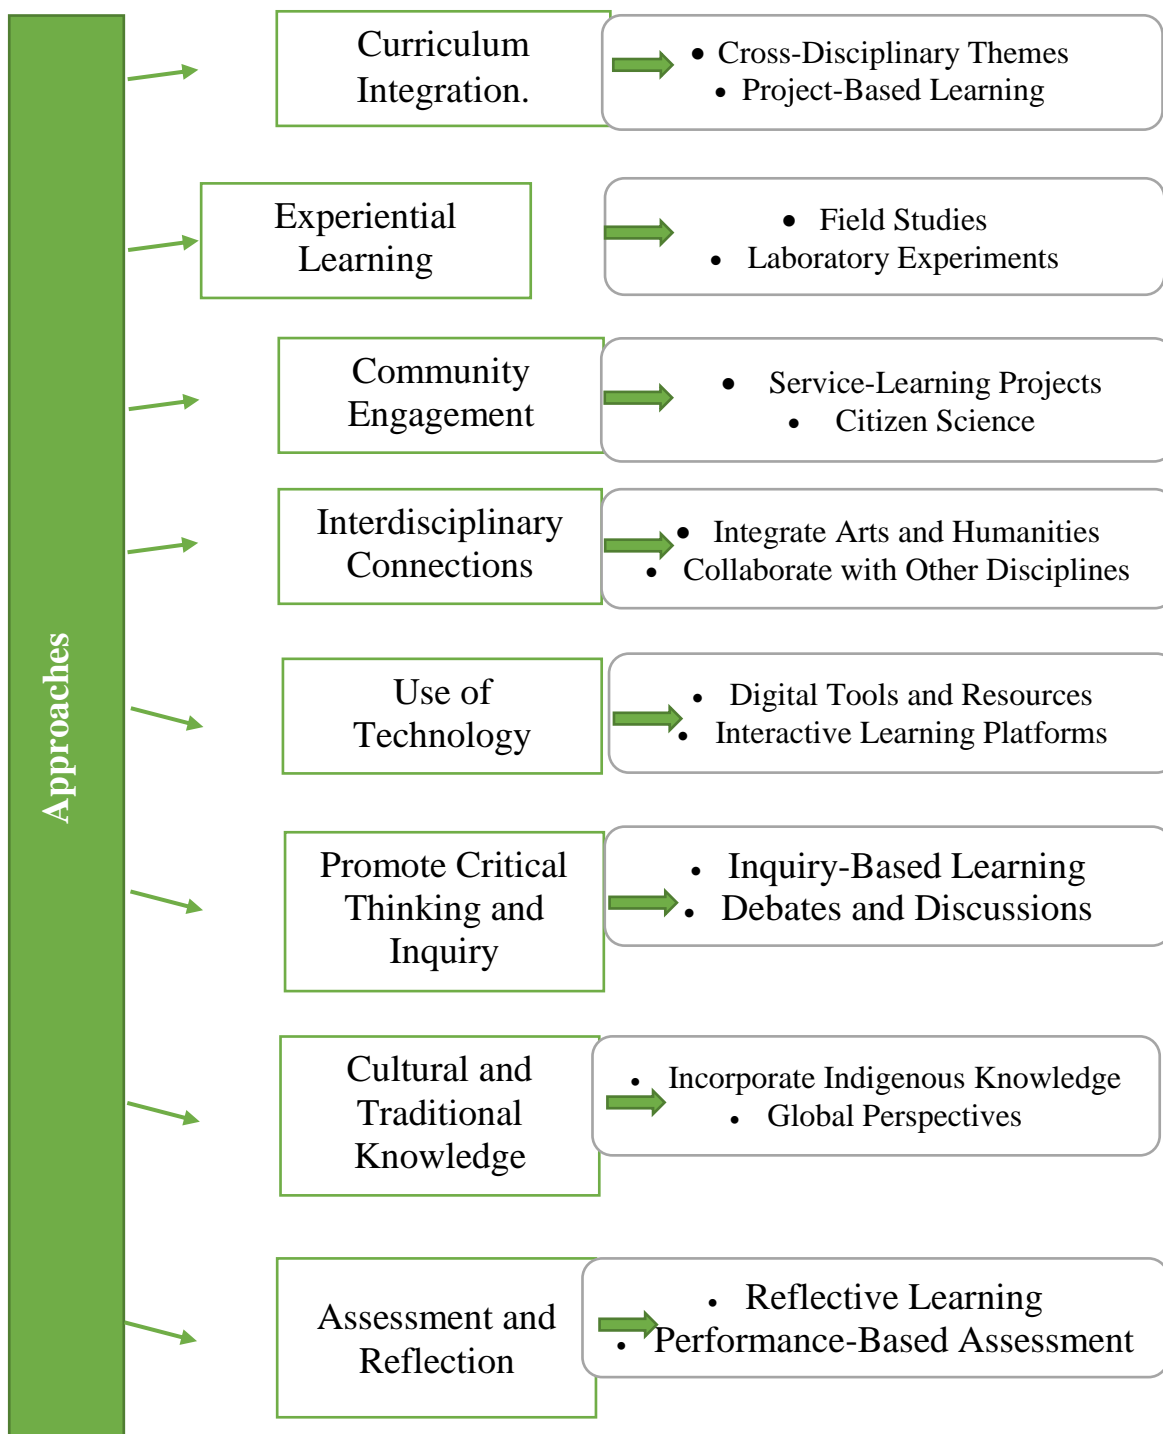 Approaches
Curriculum
Integration.
• Cross-Disciplinary Themes
• Project-Based Learning
Experiential
Learning
• Field Studies
• Laboratory Experiments
Community
Engagement
• Service-Learning Projects
• Citizen Science
Interdisciplinary
Connections
• Integrate Arts and Humanities
• Collaborate with Other Disciplines
Use of
Technology
• Digital Tools and Resources
• Interactive Learning Platforms
Promote Critical
Thinking and
Inquiry
• Inquiry-Based Learning
• Debates and Discussions
Cultural and
Traditional
Knowledge
• Incorporate Indigenous Knowledge
• Global Perspectives
Assessment and
Reflection
• Reflective Learning
• Performance-Based Assessment